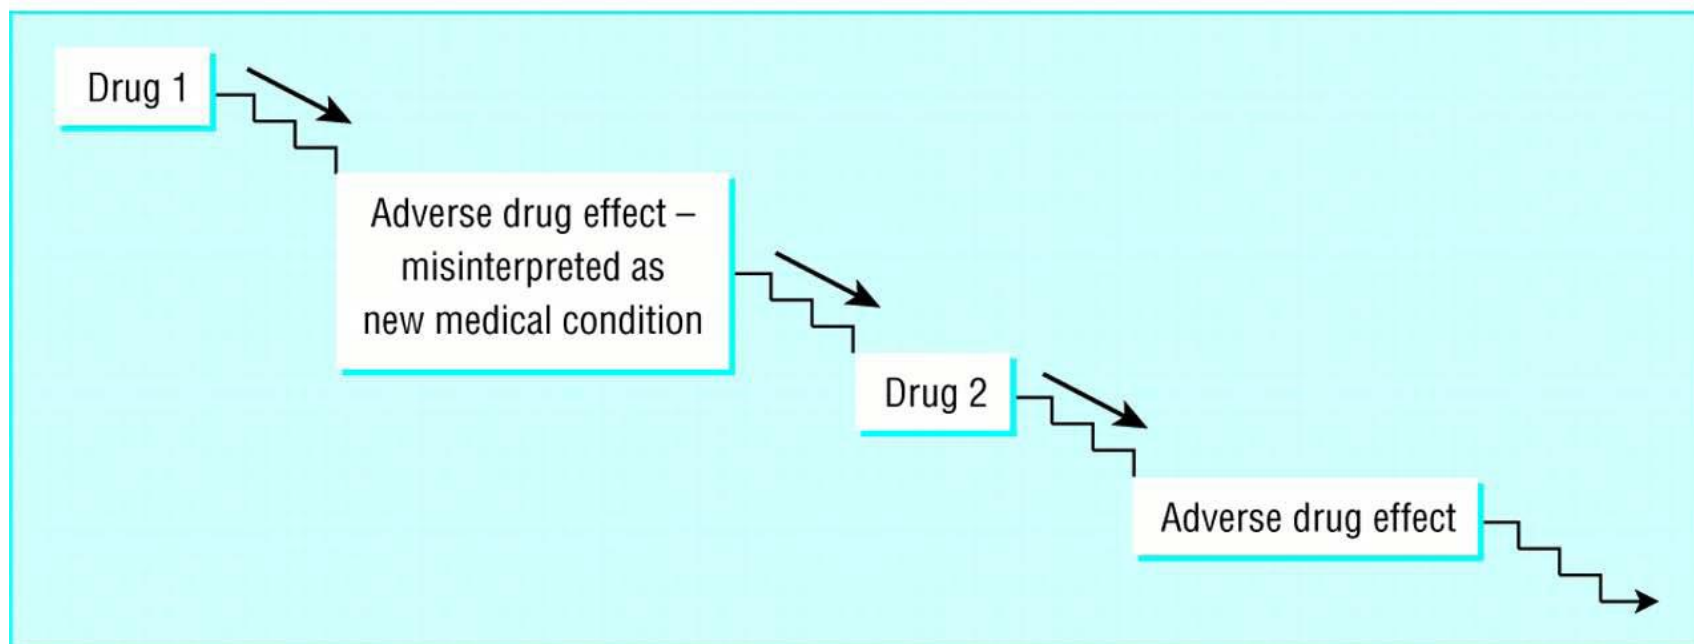 Drug 1
Adverse drug effect –
misinterpreted as
new medical condition
Drug 2
Adverse drug effect